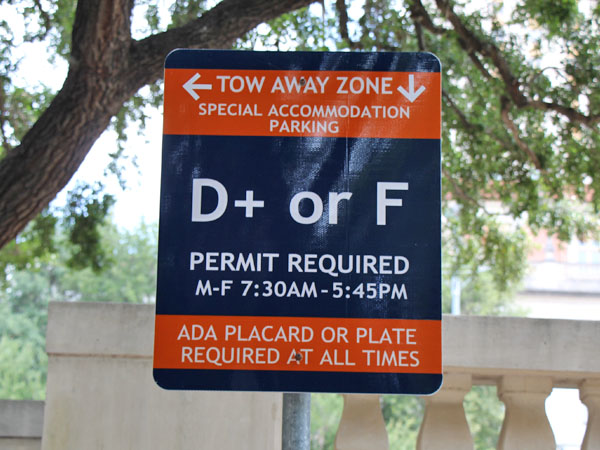 ← TOW AWAY ZONE ↓
SPECIAL ACCOMMODATION
PARKING
D+ or F
PERMIT REQUIRED
M-F 7:30AM-5:45PM
ADA PLACARD OR PLATE
REQUIRED AT ALL TIMES